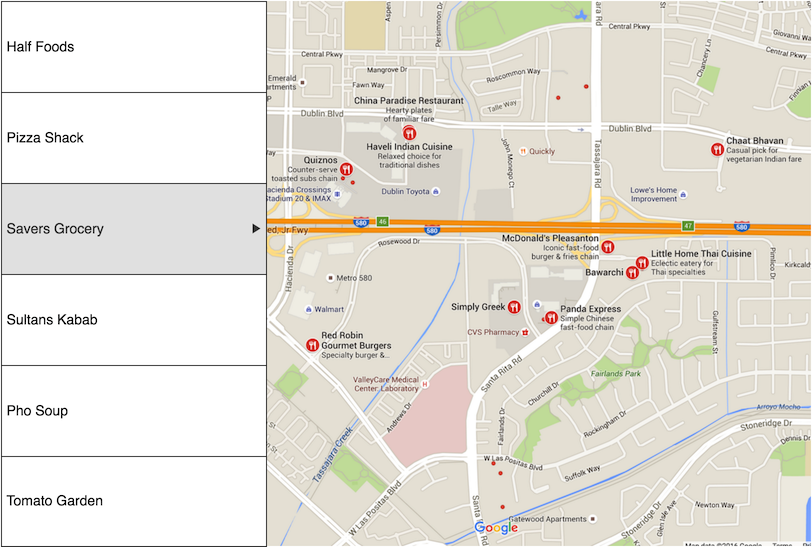 Half Foods
Pizza Shack
Savers Grocery
Sultans Kabab
Pho Soup
Tomato Garden
Aspen
Persimmon Dr
Tassajara Rd
Central Pkwy
Central Pkwy
Giovanni Wa
Central Pkwy
Chancery Ln
Finnian
Mangrove Dr
Emerald
artments
Fawn Way
Roscommon Way
China Paradise Restaurant
Hearty plates
of familiar fare
Talle Way
Dublin Blvd
Dublin Blvd
Haveli Indian Cuisine
Relaxed choice for
traditional dishes
John Monego Ct
Quickly
Chaat Bhavan
Casual pick for
vegetarian Indian fare
Quiznos
Counter-serve
toasted subs chain
Tassajara Rd
Hacienda Crossings
Stadium 20 & IMAX
Dublin Toyota
Lowe's Home
Improvement
580
46
580
47
580
ed, Jr Fwy
Rosewood Dr
Hacienda Dr
McDonald's Pleasanton
Iconic fast-food
burger & fries chain
Little Home Thai Cuisine
Eclectic eatery for
Thai specialties
Bawarchi
Pimlico Dr
Kirkcald
Metro 580
Walmart
Simply Greek
Panda Express
Simple Chinese
fast-food chain
CVS Pharmacy
Gulfstream St
Red Robin
Gourmet Burgers
Specialty burger &...
Santa Rita Rd
Fairlands Park
ValleyCare Medical
Center: Laboratory
Churchill Dr
Andrews Dr
Fairlands Dr
Rockingham Dr
Arroyo Mocho
Stoneridge Dr
Tassajara Creek
Dennis Dr
W Las Positas Blvd
Suffolk Way
W Las Positas Blvd
Santa
Rita Rd
Google
Gatewood Apartments
Stoneridge Dr
Glen Isle Ave
Newton Way
Map data ©2016 Google
Terms